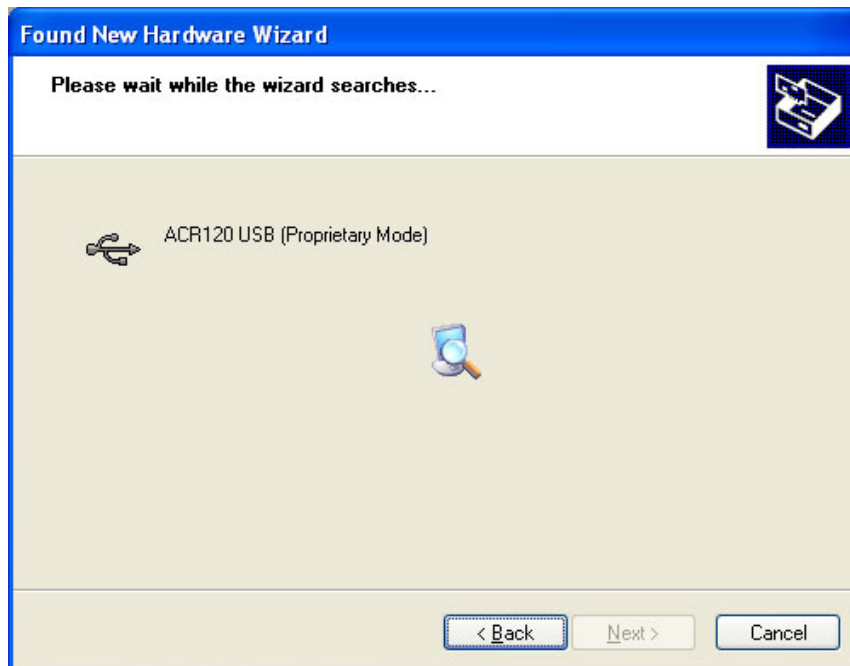 Found New Hardware Wizard
Please wait while the wizard searches...
ACR120 USB (Proprietary Mode)
< Back
Next >
Cancel